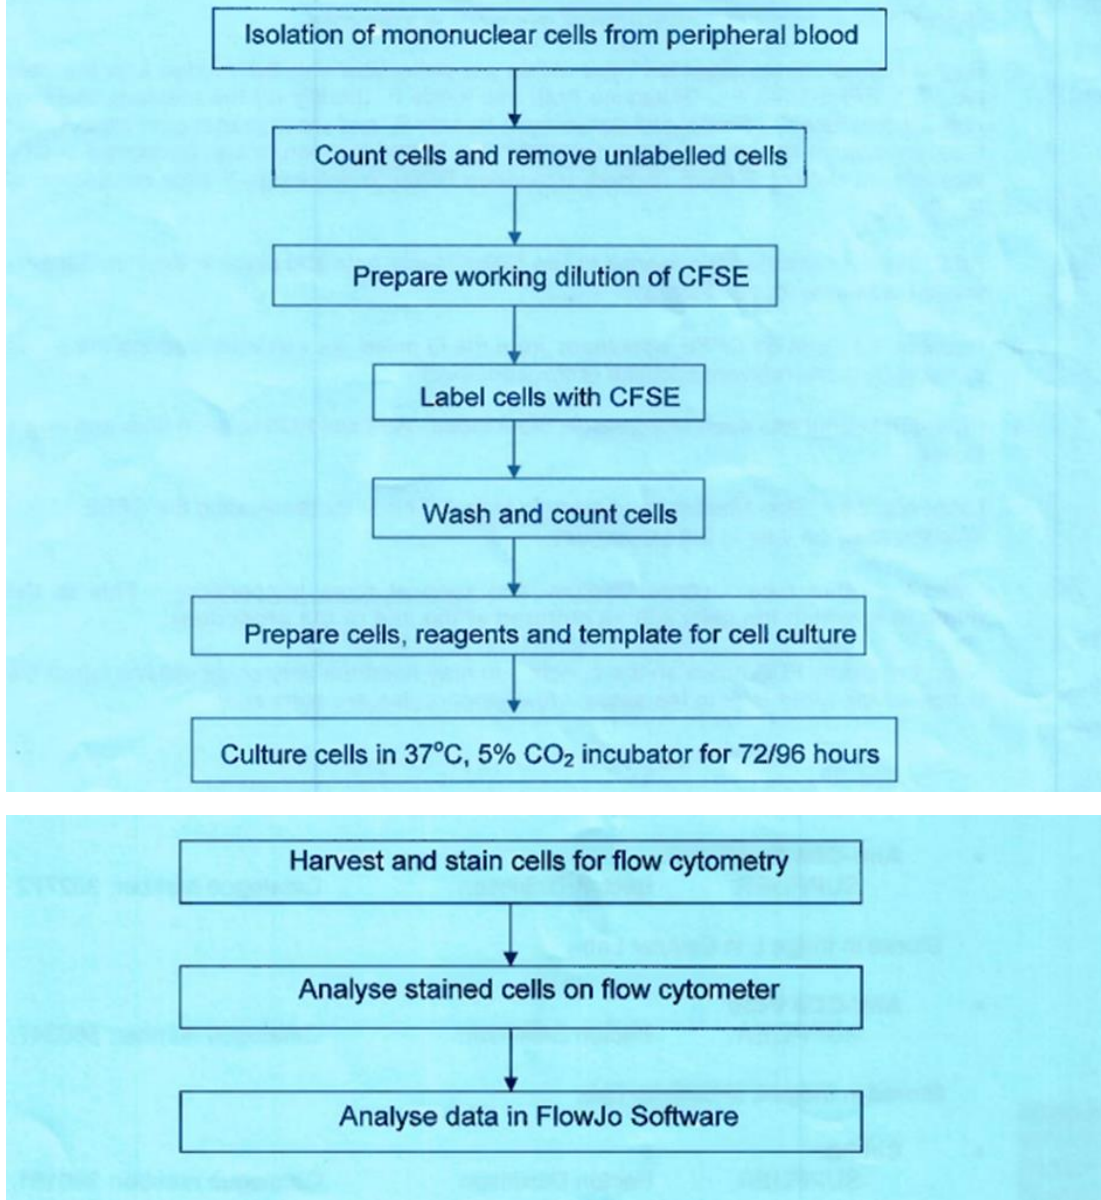 Isolation of mononuclear cells from peripheral blood
Count cells and remove unlabelled cells
Prepare working dilution of CFSE
Label cells with CFSE
Wash and count cells
Prepare cells, reagents and template for cell culture
Culture cells in 37°C, 5% CO₂ incubator for 72/96 hours
Harvest and stain cells for flow cytometry
Analyse stained cells on flow cytometer
Analyse data in FlowJo Software